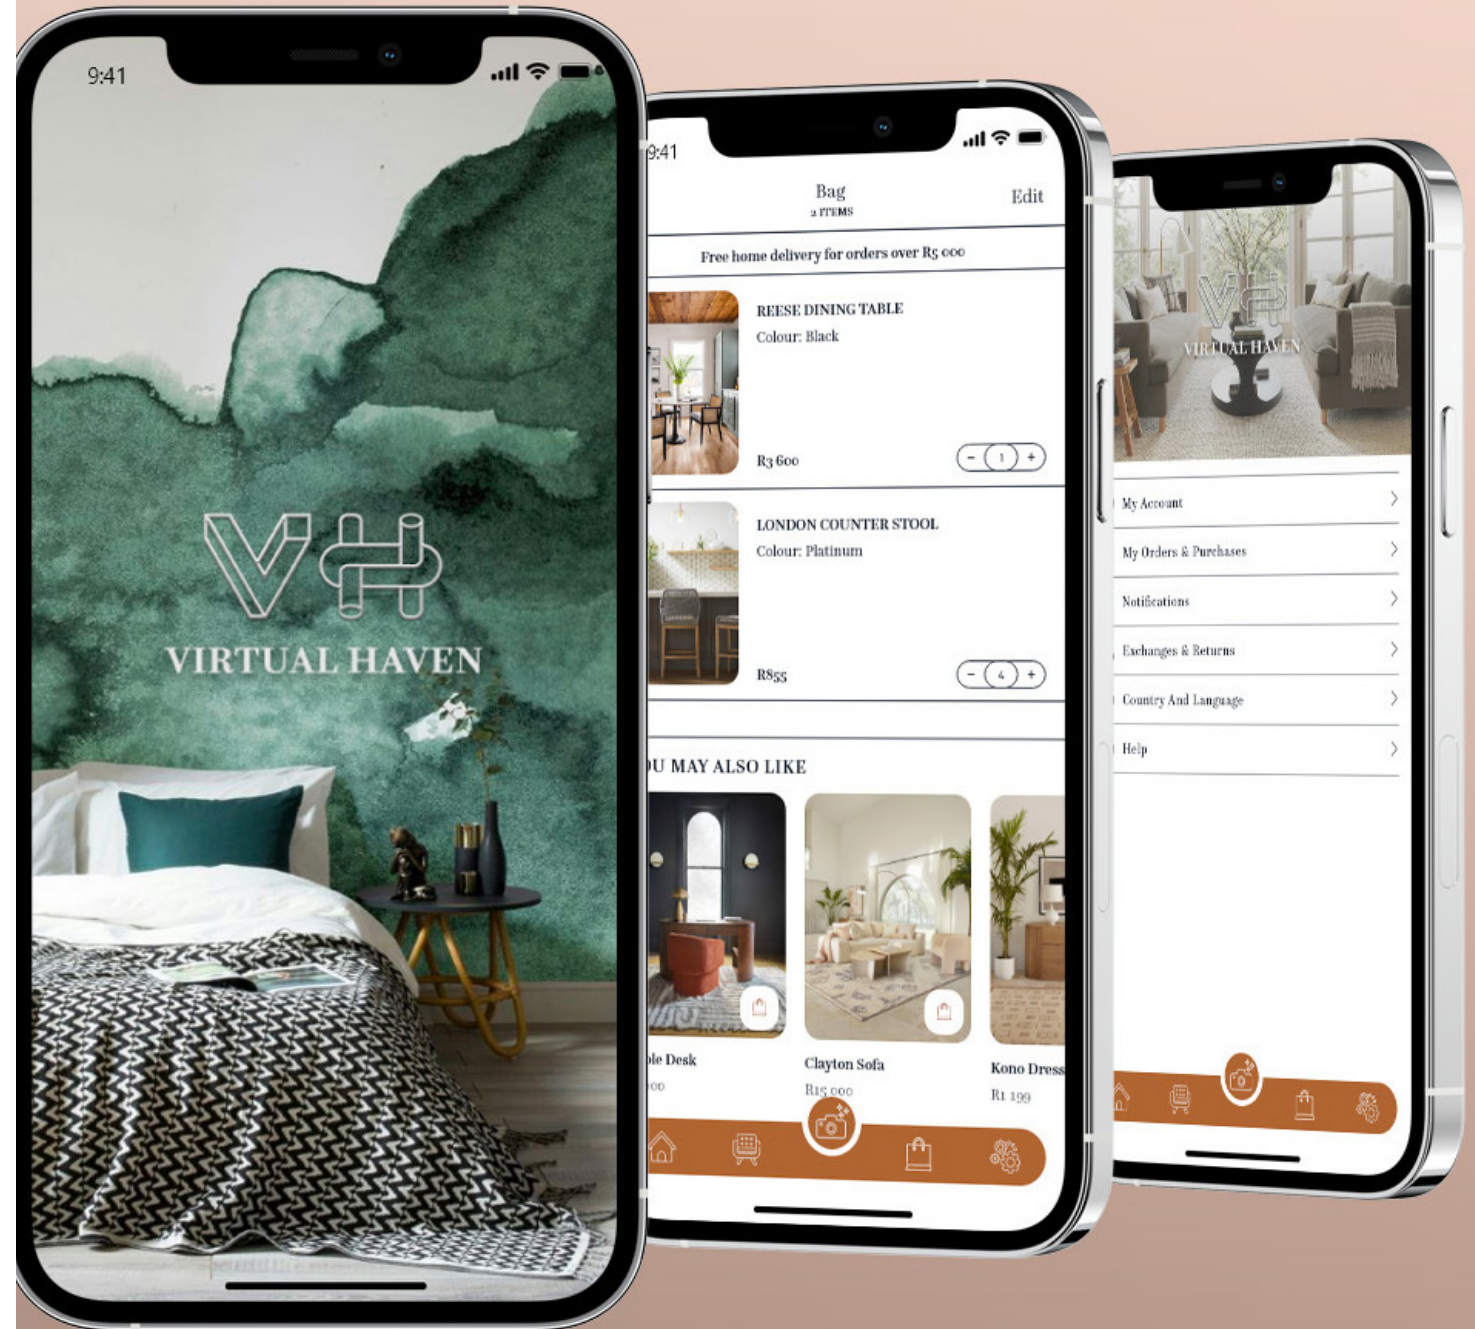 9:41
VH
VIRTUAL HAVEN
9:41
Bag
Edit
2 ITEMS
Free home delivery for orders over R5 000
REESE DINING TABLE
Colour: Black
R3 600
- 1 +
LONDON COUNTER STOOL
Colour: Platinum
R855
- 4 +
MAY ALSO LIKE
Desk
Clayton Sofa
R15 000
Kono Dress
R1 199
VH
VIRTUAL HAVEN
My Account
My Orders & Purchases
Notifications
Exchanges & Returns
Country And Language
Help